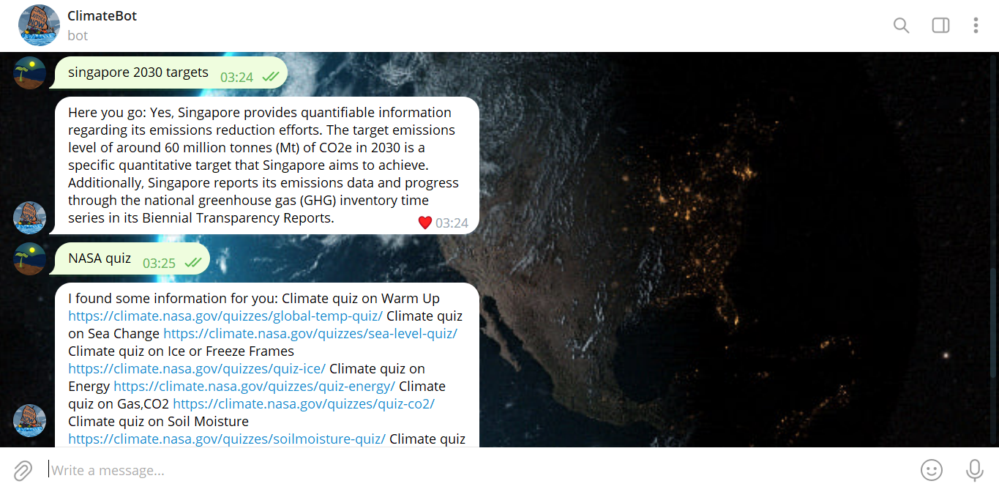 ClimateBot
bot
singapore 2030 targets 03:24
Here you go: Yes, Singapore provides quantifiable information
regarding its emissions reduction efforts. The target emissions
level of around 60 million tonnes (Mt) of CO2e in 2030 is a
specific quantitative target that Singapore aims to achieve.
Additionally, Singapore reports its emissions data and progress
through the national greenhouse gas (GHG) inventory time
series in its Biennial Transparency Reports. 03:24
NASA quiz 03:25
I found some information for you: Climate quiz on Warm Up
https://climate.nasa.gov/quizzes/global-temp-quiz/ Climate quiz
on Sea Change https://climate.nasa.gov/quizzes/sea-level-quiz/
Climate quiz on Ice or Freeze Frames
https://climate.nasa.gov/quizzes/quiz-ice/ Climate quiz on
Energy https://climate.nasa.gov/quizzes/quiz-energy/ Climate
quiz on Gas,CO2 https://climate.nasa.gov/quizzes/quiz-co2/
Climate quiz on Soil Moisture
https://climate.nasa.gov/quizzes/soilmoisture-quiz/ Climate quiz
Write a message...